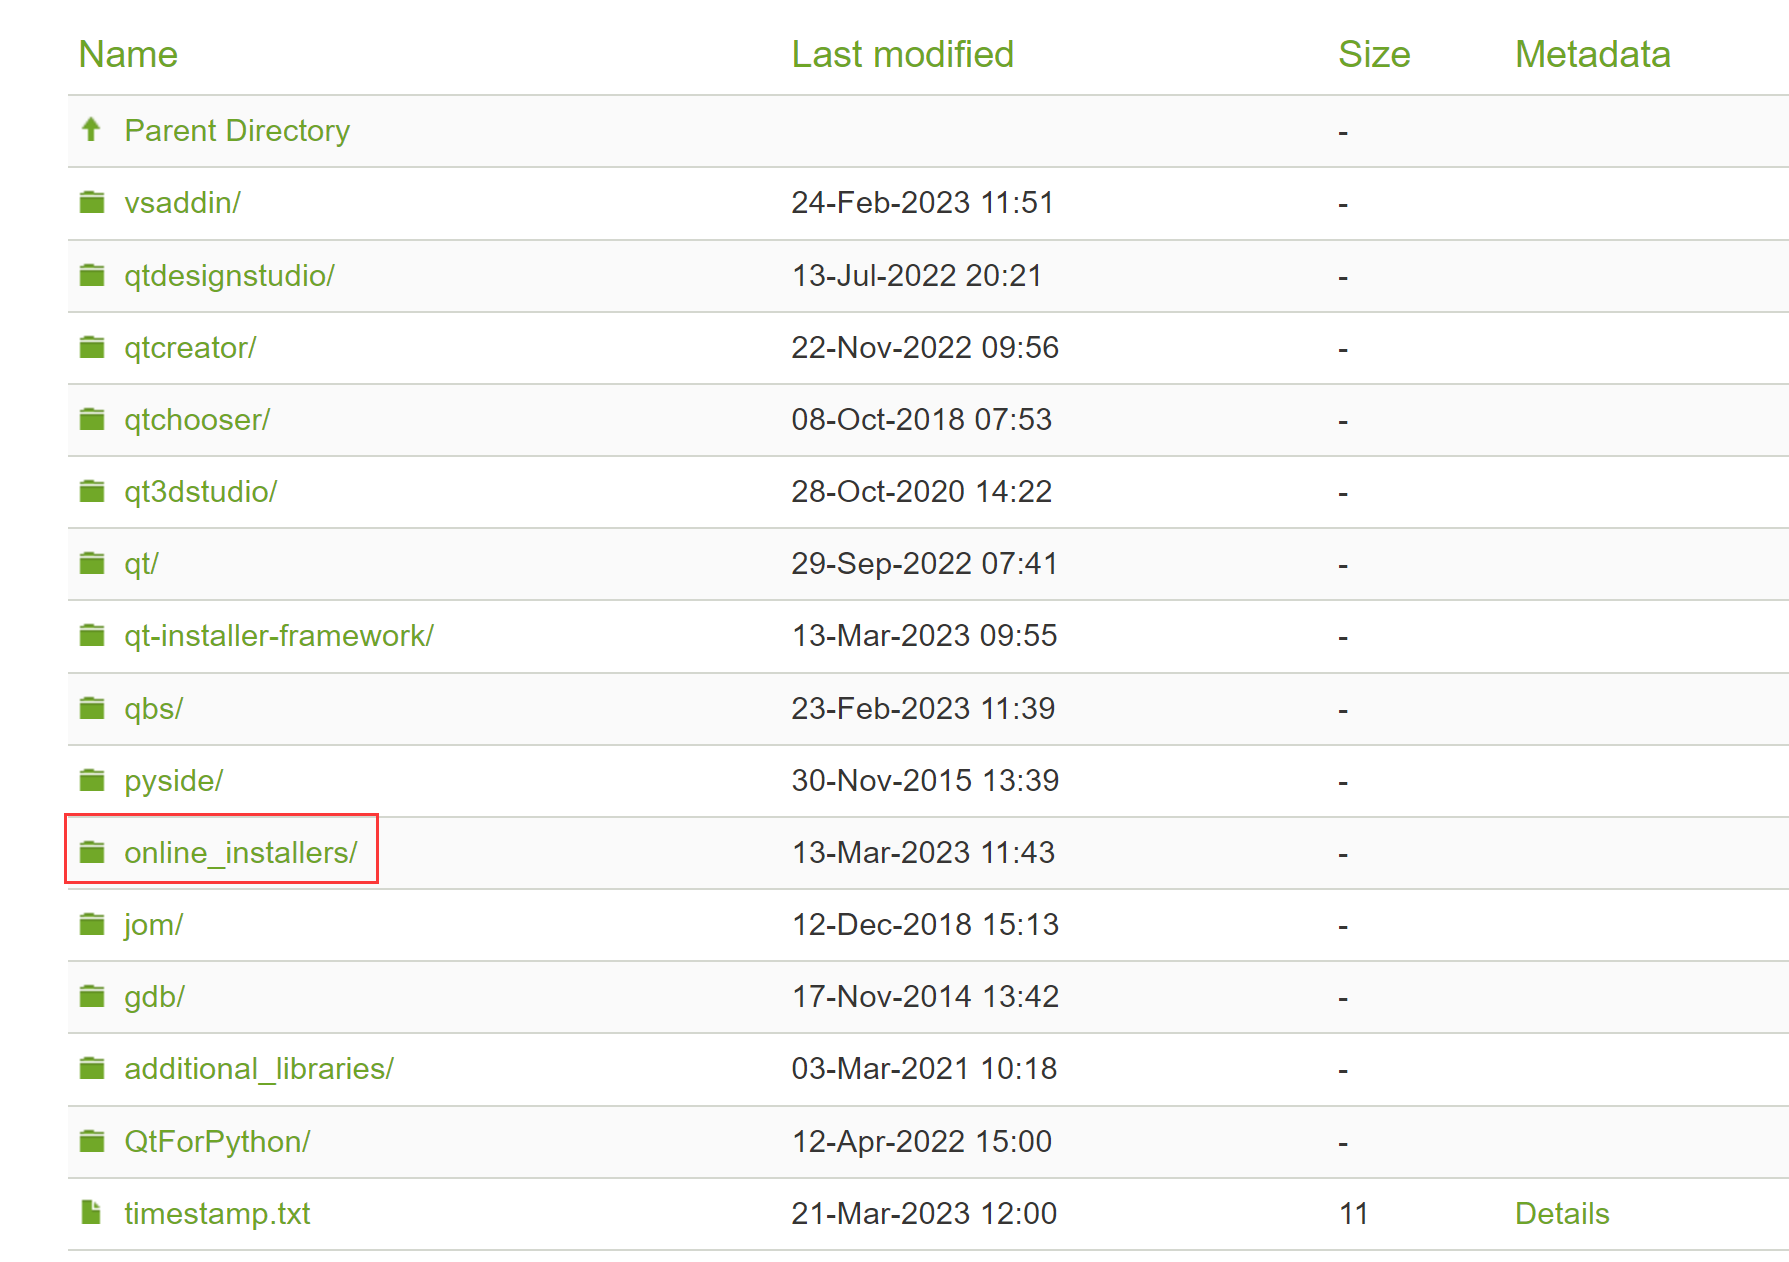 Name Last modified Size Metadata
Parent Directory -
vsaddin/ 24-Feb-2023 11:51 -
qtdesignstudio/ 13-Jul-2022 20:21 -
qtcreator/ 22-Nov-2022 09:56 -
qtchooser/ 08-Oct-2018 07:53 -
qt3dstudio/ 28-Oct-2020 14:22 -
qt/ 29-Sep-2022 07:41 -
qt-installer-framework/ 13-Mar-2023 09:55 -
qbs/ 23-Feb-2023 11:39 -
pyside/ 30-Nov-2015 13:39 -
online_installers/ 13-Mar-2023 11:43 -
jom/ 12-Dec-2018 15:13 -
gdb/ 17-Nov-2014 13:42 -
additional_libraries/ 03-Mar-2021 10:18 -
QtForPython/ 12-Apr-2022 15:00 -
timestamp.txt 21-Mar-2023 12:00 11 Details